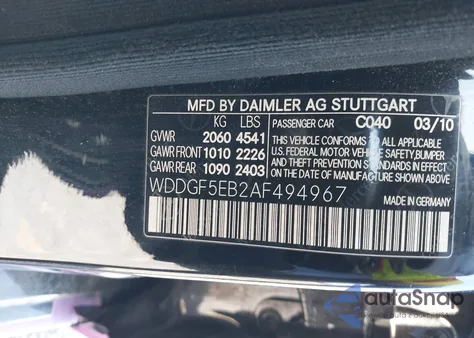 MFD BY DAIMLER AG STUTTGART
KG LBS PASSENGER CAR C040 03/10
GVWR 2060 4541 THIS VEHICLE CONFORMS TO ALL APPLICABLE
GAWR FRONT 1010 2226 U.S. FEDERAL MOTOR VEHICLE SAFETY, BUMPER,
GAWR REAR 1090 2403 AND THEFT PREVENTION STANDARDS IN EFFECT ON THE DATE OF MANUFACTURE SHOWN ABOVE.
WDDGF5EB2AF494967
MADE IN GERMANY
autoSnap